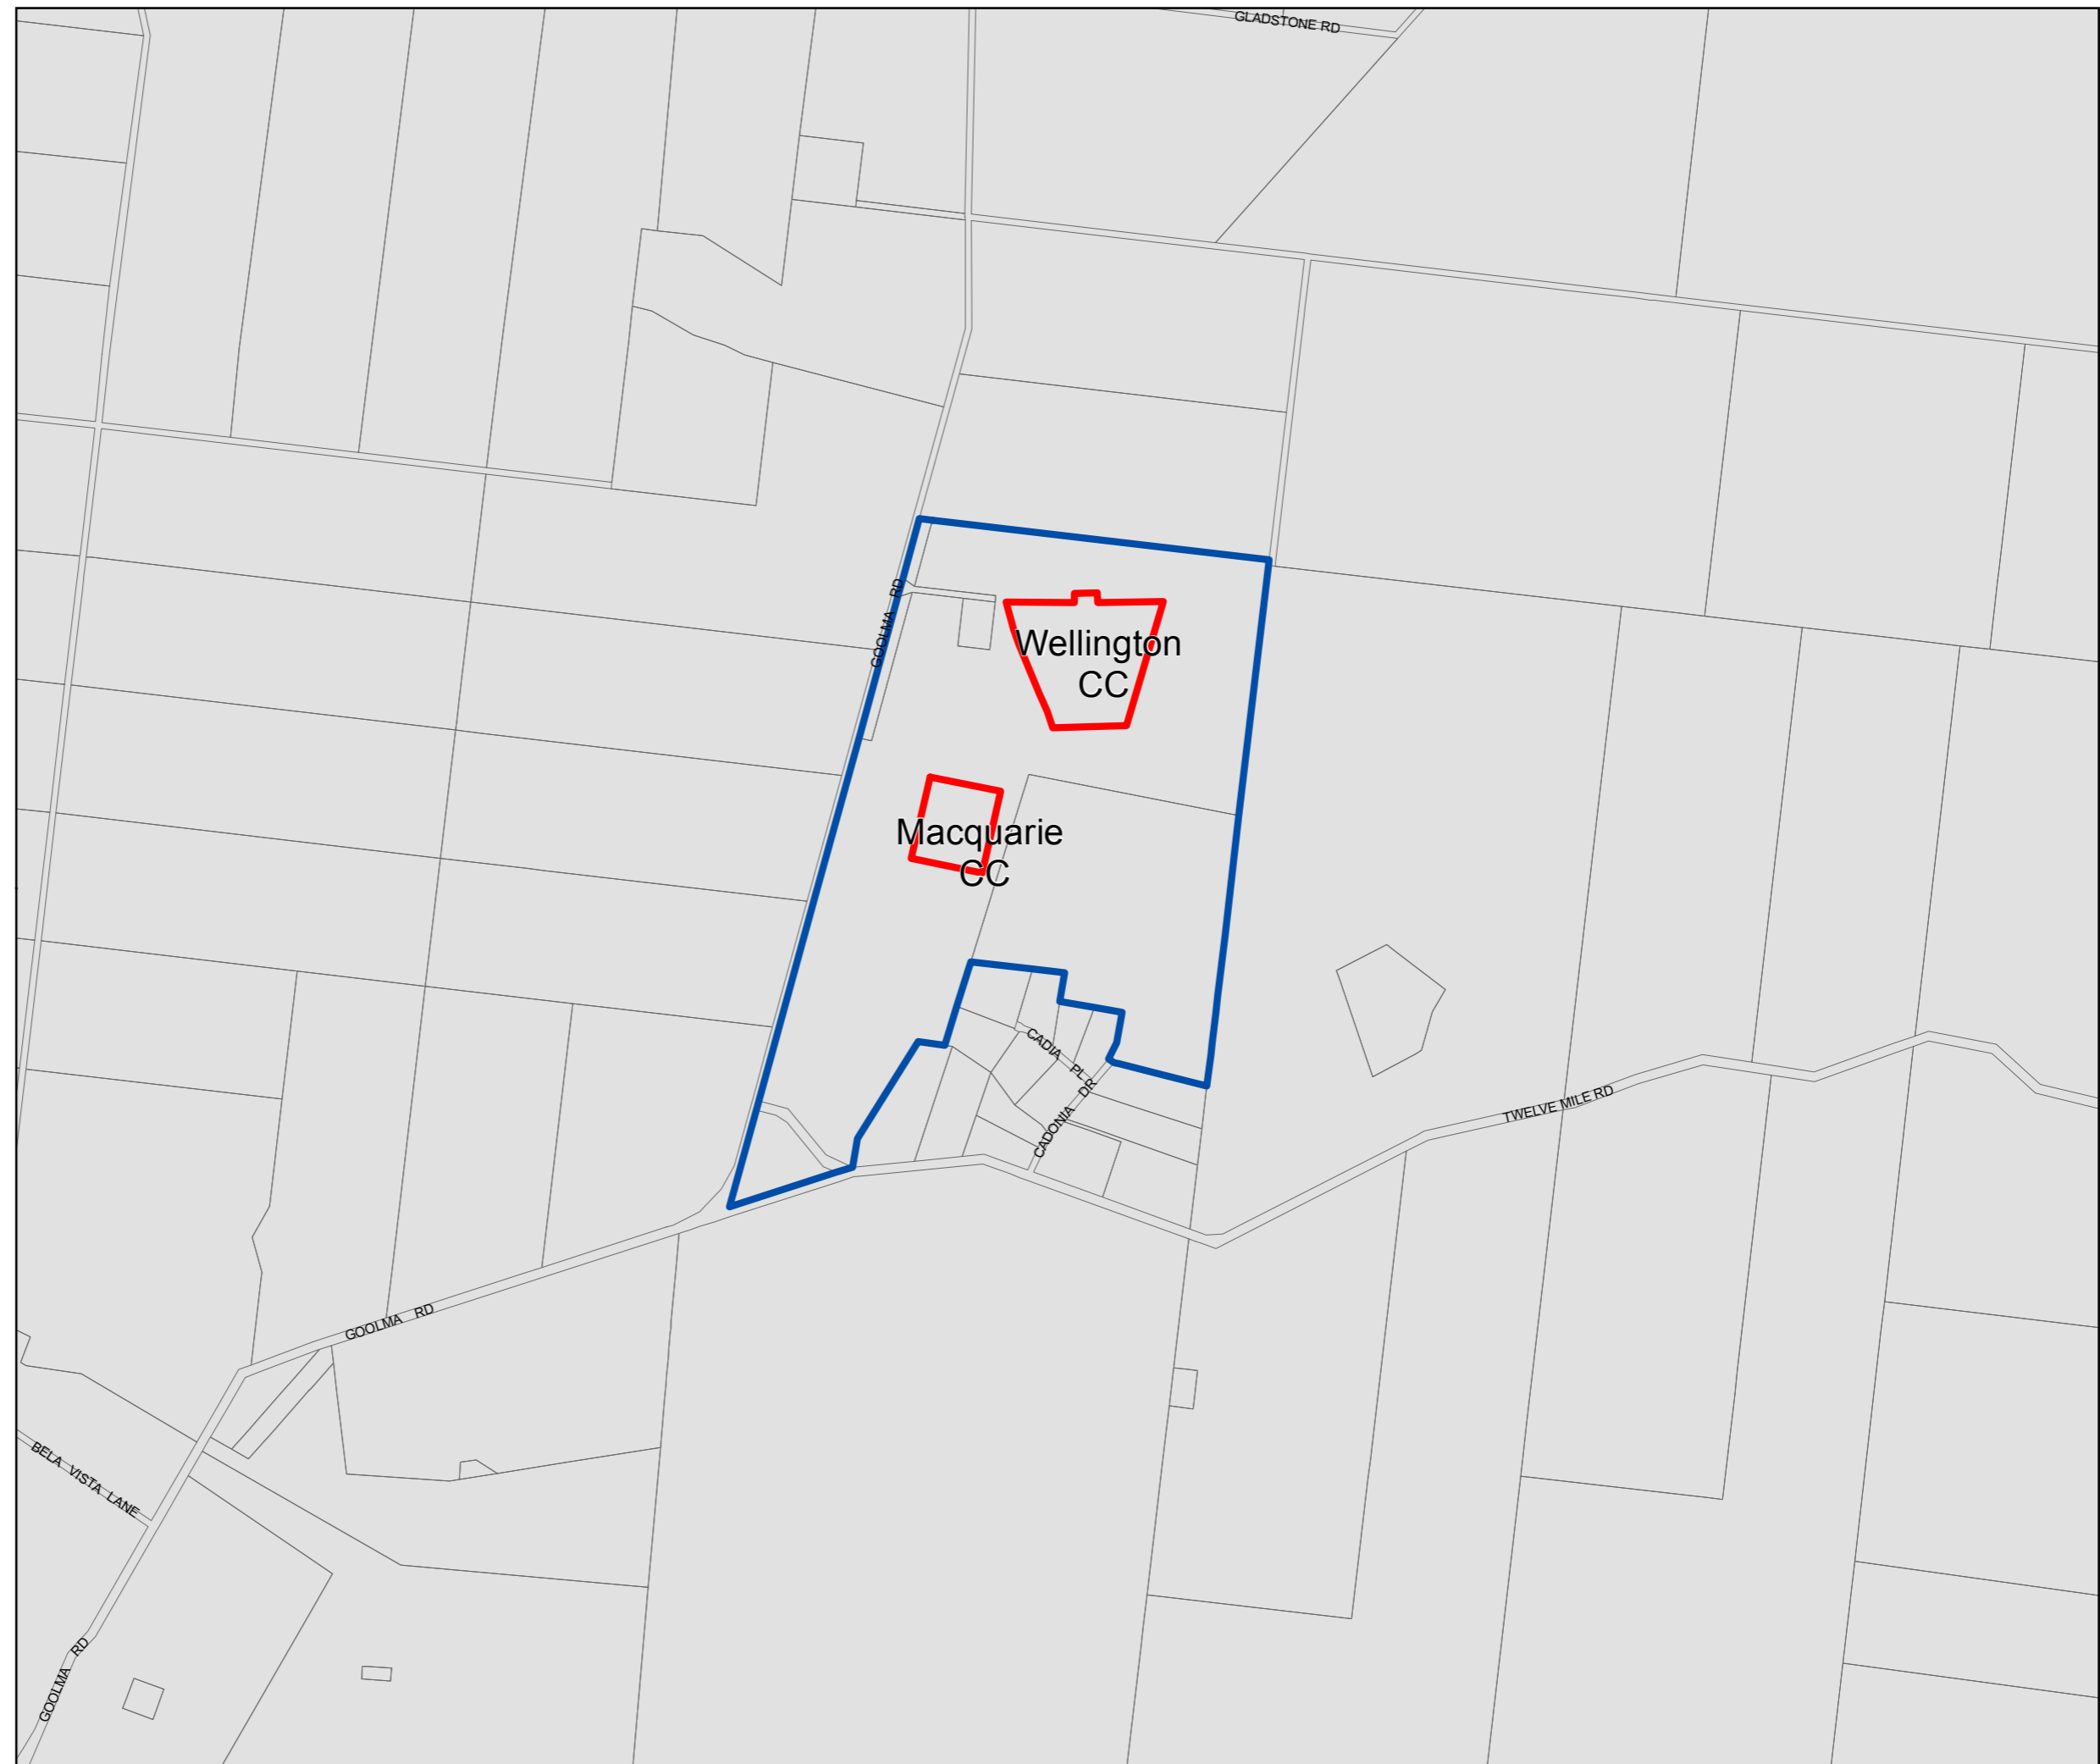 GLADSTONE RD
GOOLMA RD
Wellington
CC
Macquarie
CC
CADIA PL
CADONIA DR
TWELVE MILE RD
GOOLMA RD
BELA VISTA LANE
GOOLMA RD